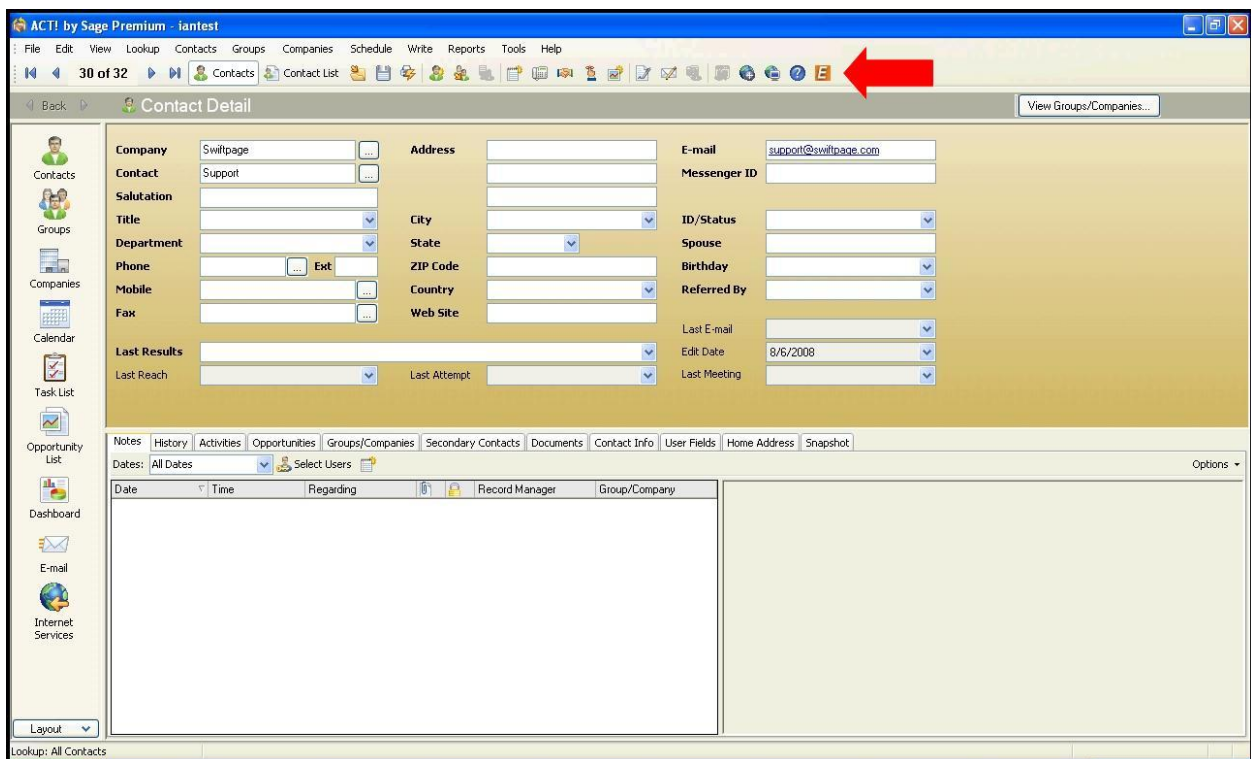 ACT! by Sage Premium - iantest
File Edit View Lookup Contacts Groups Companies Schedule Write Reports Tools Help
30 of 32 Contacts Contact List ? E
Back Contact Detail View Groups/Companies...
Company Swiftpage ... Address E-mail support@swiftpage.com
Contact Support ... Messenger ID
Salutation
Title City ID/Status
Department State Spouse
Phone ... Ext ZIP Code Birthday
Mobile ... Country Referred By
Fax ... Web Site
Last E-mail
Last Results Edit Date 8/6/2008
Last Reach Last Attempt Last Meeting
Contacts
Groups
Companies
Calendar
Task List
Opportunity
List
Dashboard
E-mail
Internet
Services
Notes History Activities Opportunities Groups/Companies Secondary Contacts Documents Contact Info User Fields Home Address Snapshot
Dates: All Dates Select Users Options
Date Time Regarding Record Manager Group/Company
Layout
Lookup: All Contacts